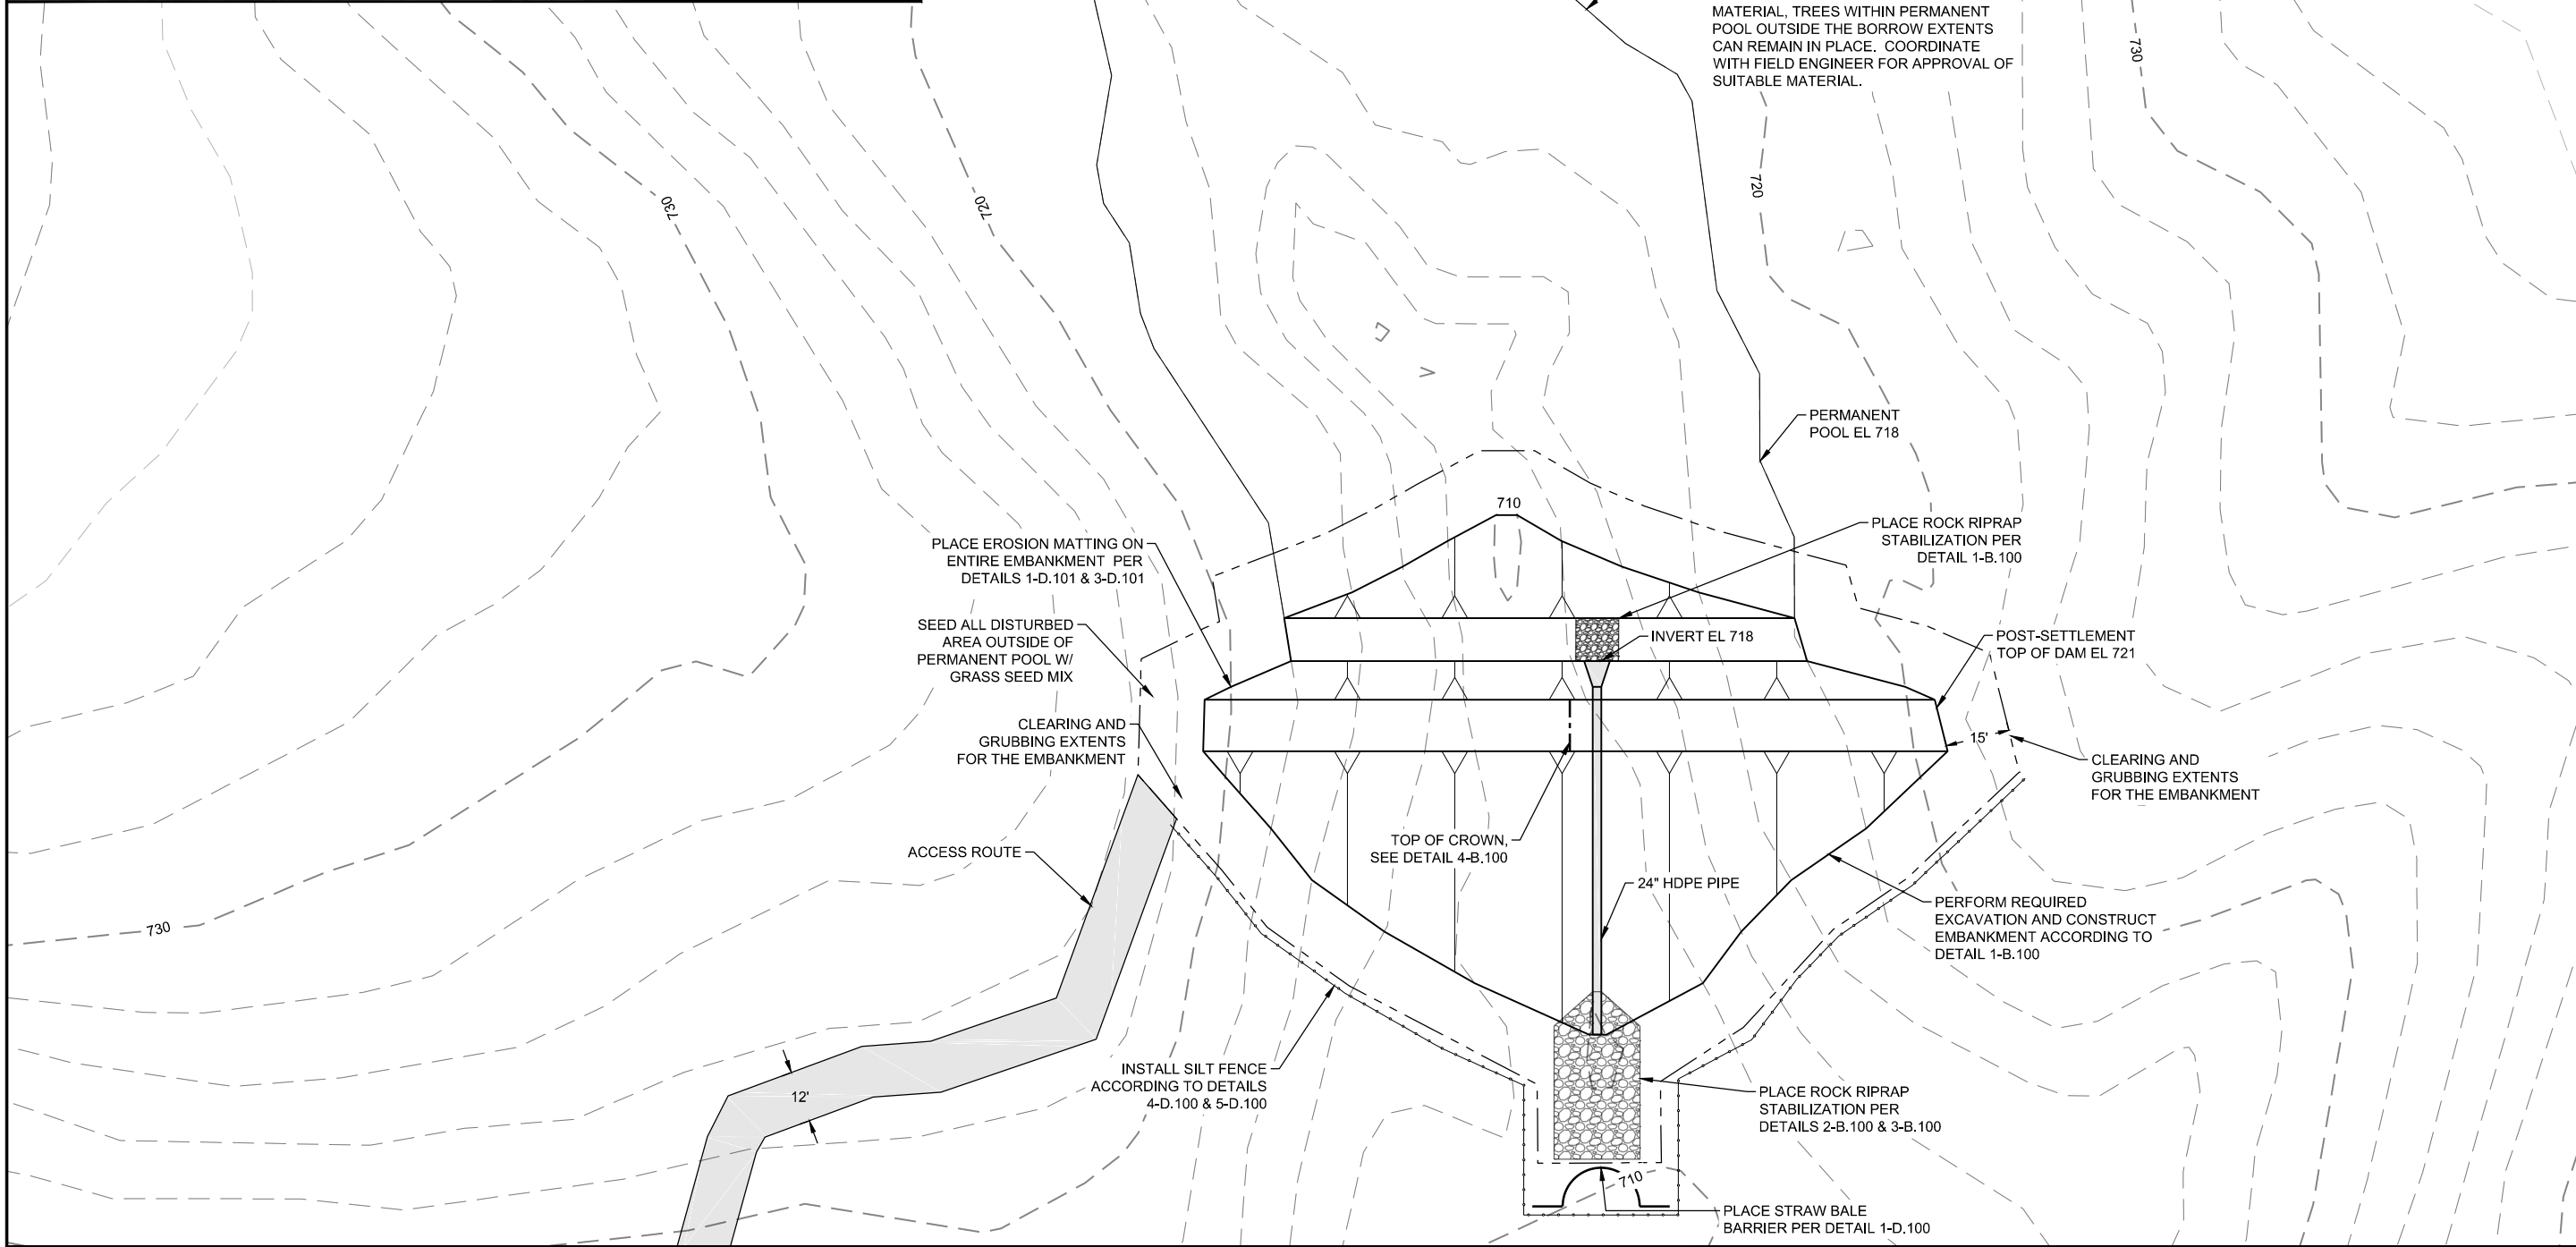 MATERIAL, TREES WITHIN PERMANENT
POOL OUTSIDE THE BORROW EXTENTS
CAN REMAIN IN PLACE. COORDINATE
WITH FIELD ENGINEER FOR APPROVAL OF
SUITABLE MATERIAL.
730
730
720
720
PERMANENT
POOL EL 718
710
PLACE ROCK RIPRAP
STABILIZATION PER
DETAIL 1-B.100
PLACE EROSION MATTING ON
ENTIRE EMBANKMENT PER
DETAILS 1-D.101 & 3-D.101
SEED ALL DISTURBED
AREA OUTSIDE OF
PERMANENT POOL W/
GRASS SEED MIX
INVERT EL 718
POST-SETTLEMENT
TOP OF DAM EL 721
CLEARING AND
GRUBBING EXTENTS
FOR THE EMBANKMENT
15'
CLEARING AND
GRUBBING EXTENTS
FOR THE EMBANKMENT
ACCESS ROUTE
TOP OF CROWN,
SEE DETAIL 4-B.100
24" HDPE PIPE
PERFORM REQUIRED
EXCAVATION AND CONSTRUCT
EMBANKMENT ACCORDING TO
DETAIL 1-B.100
730
INSTALL SILT FENCE
ACCORDING TO DETAILS
4-D.100 & 5-D.100
12'
PLACE ROCK RIPRAP
STABILIZATION PER
DETAILS 2-B.100 & 3-B.100
710
PLACE STRAW BALE
BARRIER PER DETAIL 1-D.100